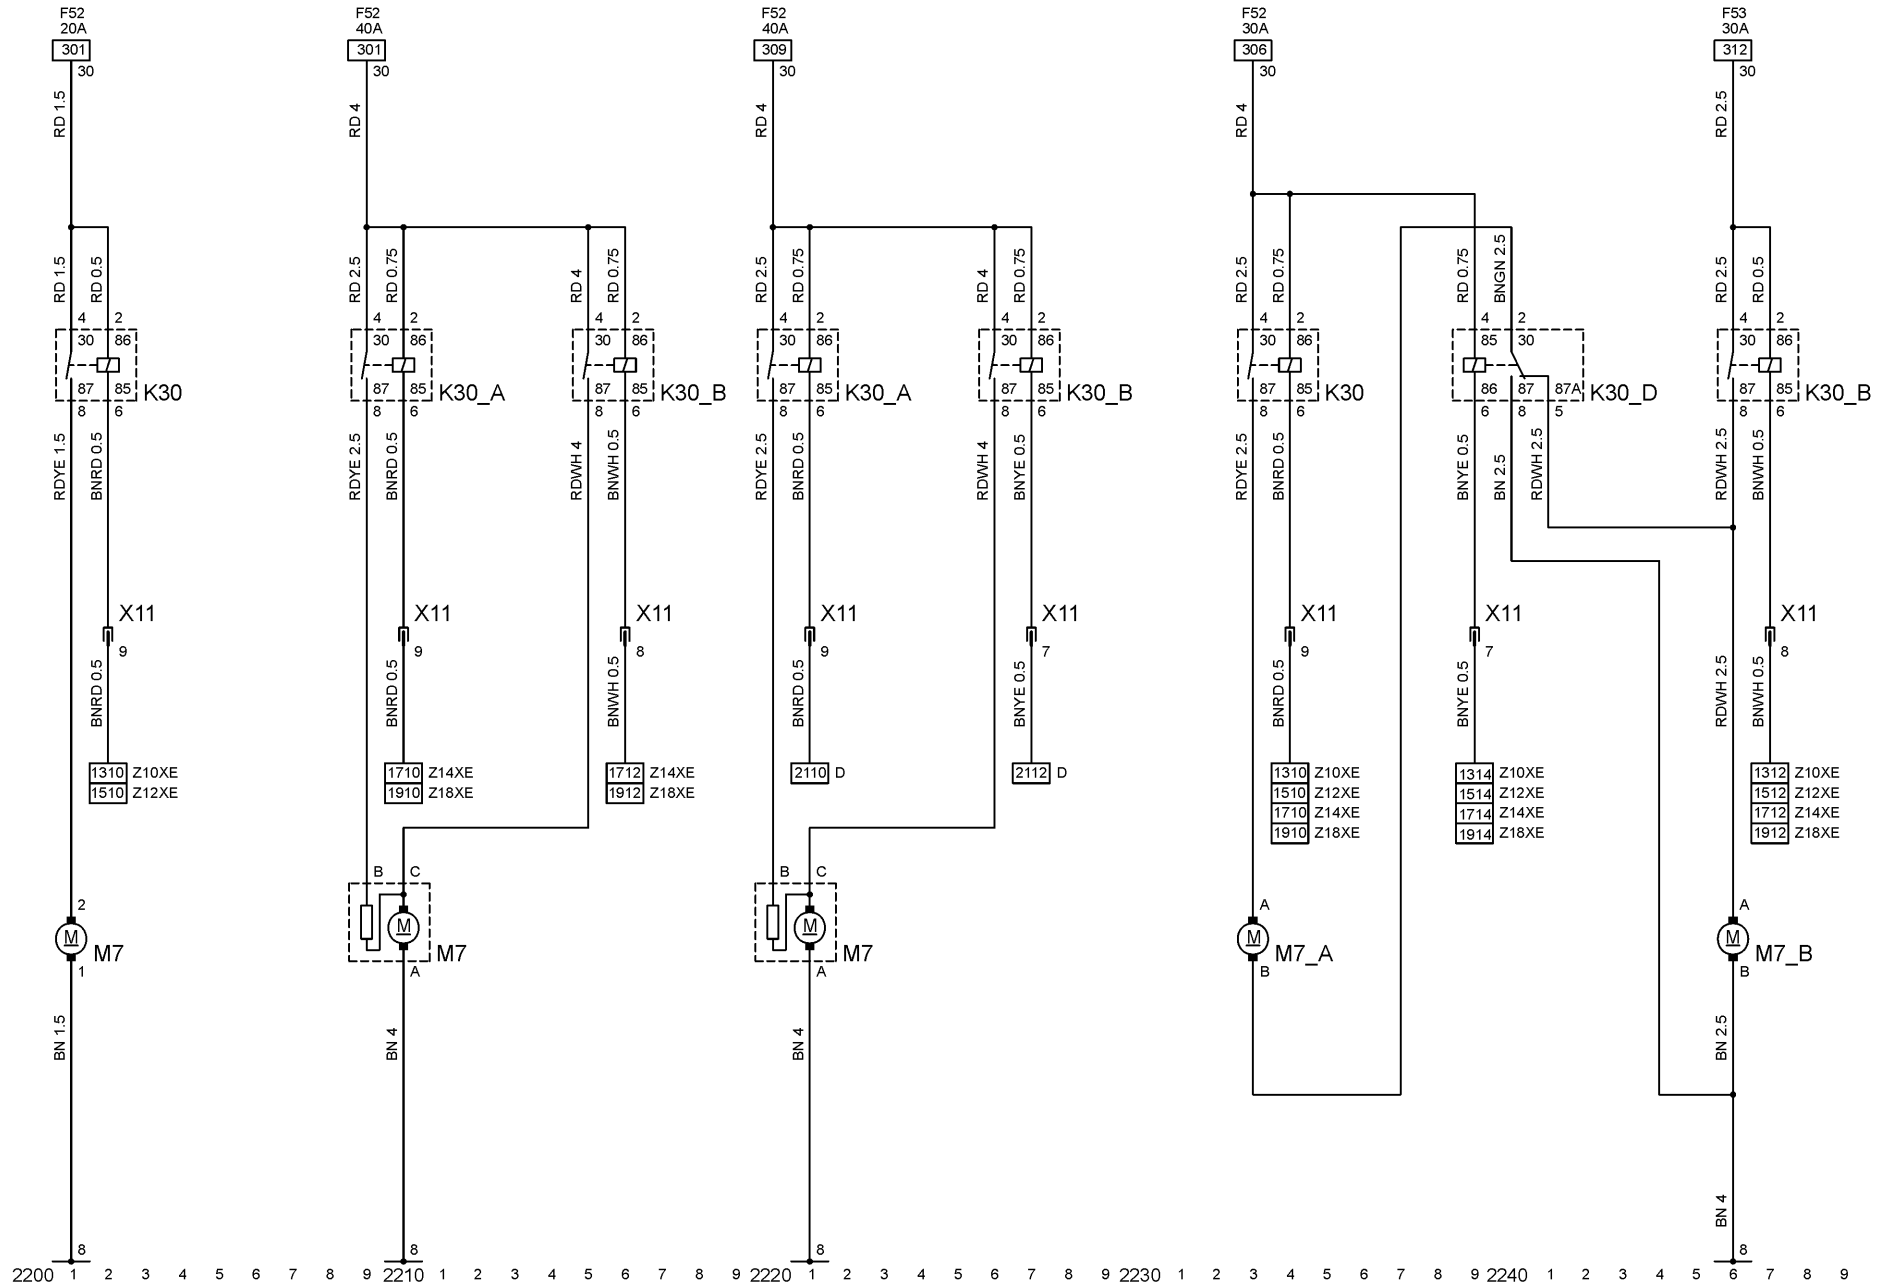 F52 F52 F52 F52 F53
20A 40A 40A 30A 30A
301 301 309 306 312
30 30 30 30 30
RD 1.5 RD 4 RD 4 RD 4 RD 2.5
RD 1.5 RD 0.5 RD 2.5 RD 0.75 RD 4 RD 0.75 RD 2.5 RD 0.75 RD 4 RD 0.75 RD 2.5 RD 0.75 RD 0.75 BNGN 2.5 RD 2.5 RD 0.5
4 2 4 2 4 2 4 2 4 2 4 2 4 2 4 2
30 86 30 86 30 86 30 86 30 86 30 86 85 30 30 86
87 85 87 85 87 85 87 85 87 85 87 85 86 87 87A 87 85
K30 K30_A K30_B K30_A K30_B K30 K30_D K30_B
8 6 8 6 8 6 8 6 8 6 8 6 6 8 5 8 6
RDYE 1.5 BNRD 0.5 RDYE 2.5 BNRD 0.5 RDWH 4 BNWH 0.5 RDYE 2.5 BNRD 0.5 RDWH 4 BNYE 0.5 RDYE 2.5 BNRD 0.5 BNYE 0.5 BN 2.5 RDWH 2.5 RDWH 2.5 BNWH 0.5
X11 X11 X11 X11 X11 X11 X11 X11
9 9 8 9 7 9 7 8
BNRD 0.5 BNRD 0.5 BNWH 0.5 BNRD 0.5 BNYE 0.5 BNRD 0.5 BNYE 0.5 RDWH 2.5 BNWH 0.5
1310 Z10XE 1710 Z14XE 1712 Z14XE 2110 D 2112 D 1310 Z10XE 1314 Z10XE 1312 Z10XE
1510 Z12XE 1910 Z18XE 1912 Z18XE 1510 Z12XE 1514 Z12XE 1512 Z12XE
1710 Z14XE 1714 Z14XE 1712 Z14XE
1910 Z18XE 1914 Z18XE 1912 Z18XE
B C B C
2 A A
M M M M M
M7 M7 M7 M7_A M7_B
1 A A B B
BN 1.5 BN 4 BN 4 BN 2.5
BN 4
8 8 8 8
2200 1 2 3 4 5 6 7 8 9 2210 1 2 3 4 5 6 7 8 9 2220 1 2 3 4 5 6 7 8 9 2230 1 2 3 4 5 6 7 8 9 2240 1 2 3 4 5 6 7 8 9